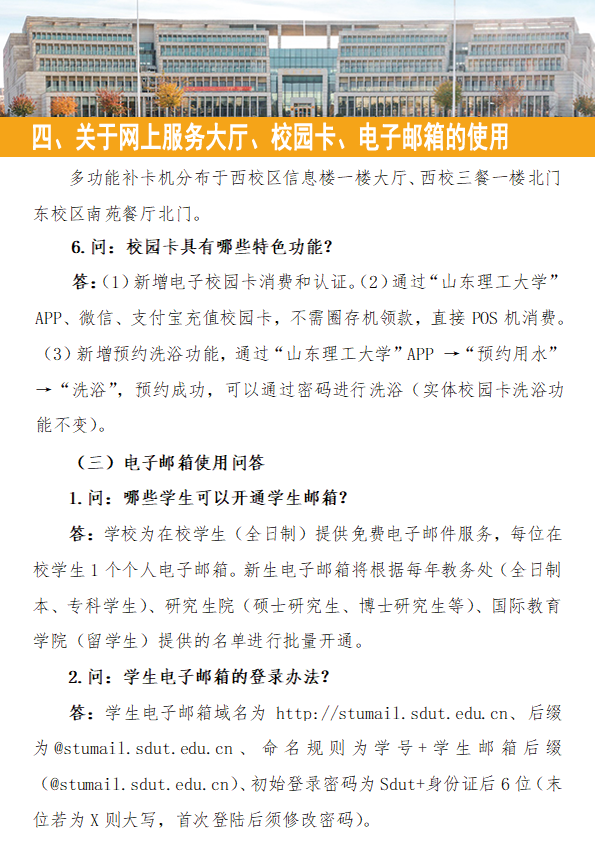 四、关于网上服务大厅、校园卡、电子邮箱的使用
多功能补卡机分布于西校区信息楼一楼大厅、西校三餐一楼北门
东校区南苑餐厅北门。
6.问：校园卡具有哪些特色功能？
答：（1）新增电子校园卡消费和认证。（2）通过“山东理工大学”
APP、微信、支付宝充值校园卡，不需圈存机领款，直接 POS 机消费。
（3）新增预约洗浴功能，通过“山东理工大学”APP →“预约用水”
→“洗浴”，预约成功，可以通过密码进行洗浴（实体校园卡洗浴功
能不变）。
（三）电子邮箱使用问答
1.问：哪些学生可以开通学生邮箱？
答：学校为在校学生（全日制）提供免费电子邮件服务，每位在
校学生 1 个个人电子邮箱。新生电子邮箱将根据每年教务处（全日制
本、专科学生）、研究生院（硕士研究生、博士研究生等）、国际教育
学院（留学生）提供的名单进行批量开通。
2.问：学生电子邮箱的登录办法？
答：学生电子邮箱域名为 http://stumail.sdut.edu.cn、后缀
为@stumail.sdut.edu.cn、命名规则为学号+学生邮箱后缀
（@stumail.sdut.edu.cn）、初始登录密码为 Sdut+身份证后 6 位（末
位若为 X 则大写，首次登陆后须修改密码）。